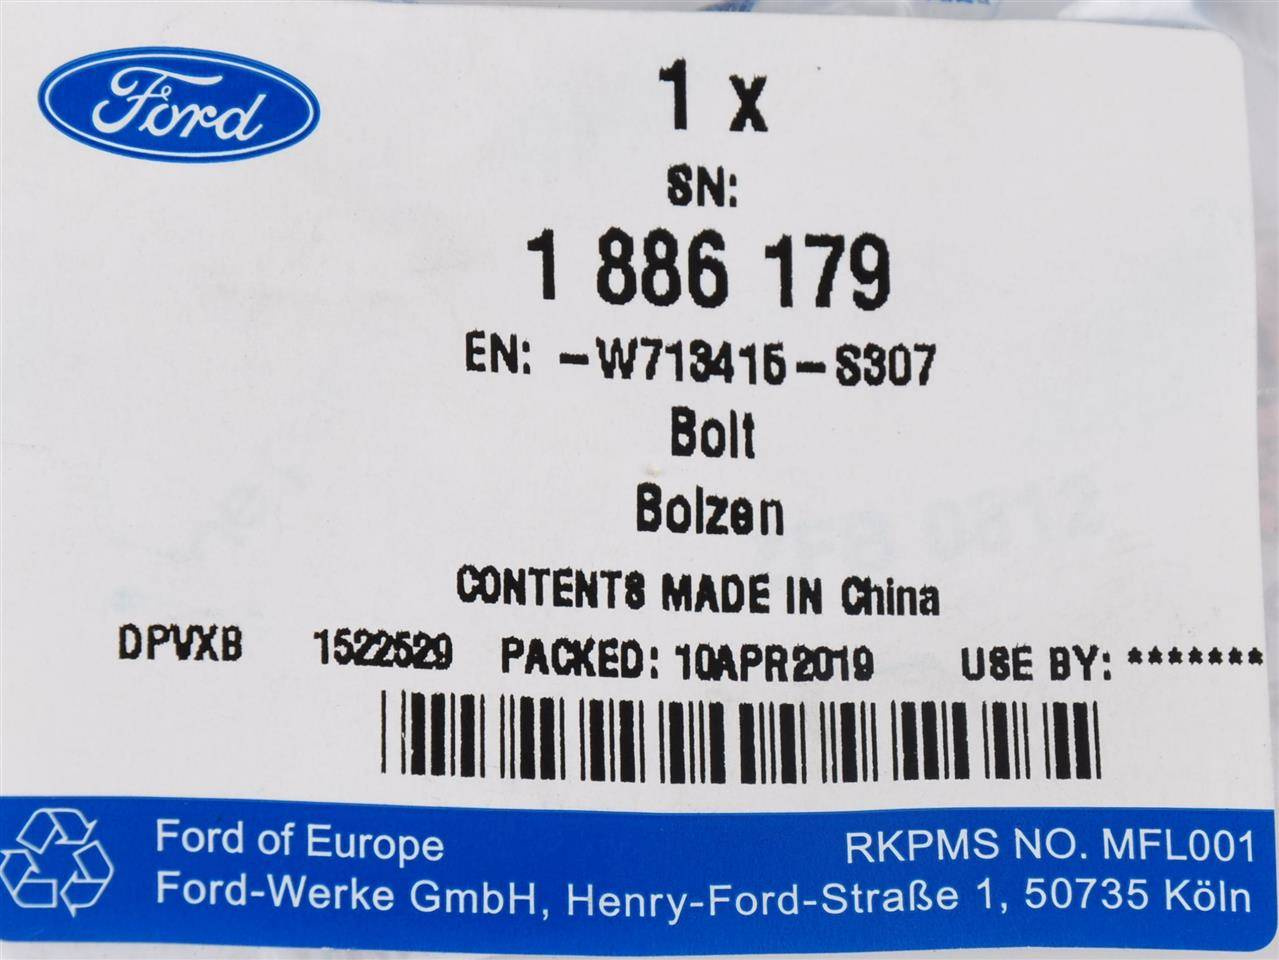 Ford
1 x
SN:
1 886 179
EN: -W713415-S307
Bolt
Bolzen
CONTENTS MADE IN China
DPVXB 1522529 PACKED: 10APR2019 USE BY: *******
Ford of Europe
RKPMS NO. MFL001
Ford-Werke GmbH, Henry-Ford-Straße 1, 50735 Köln